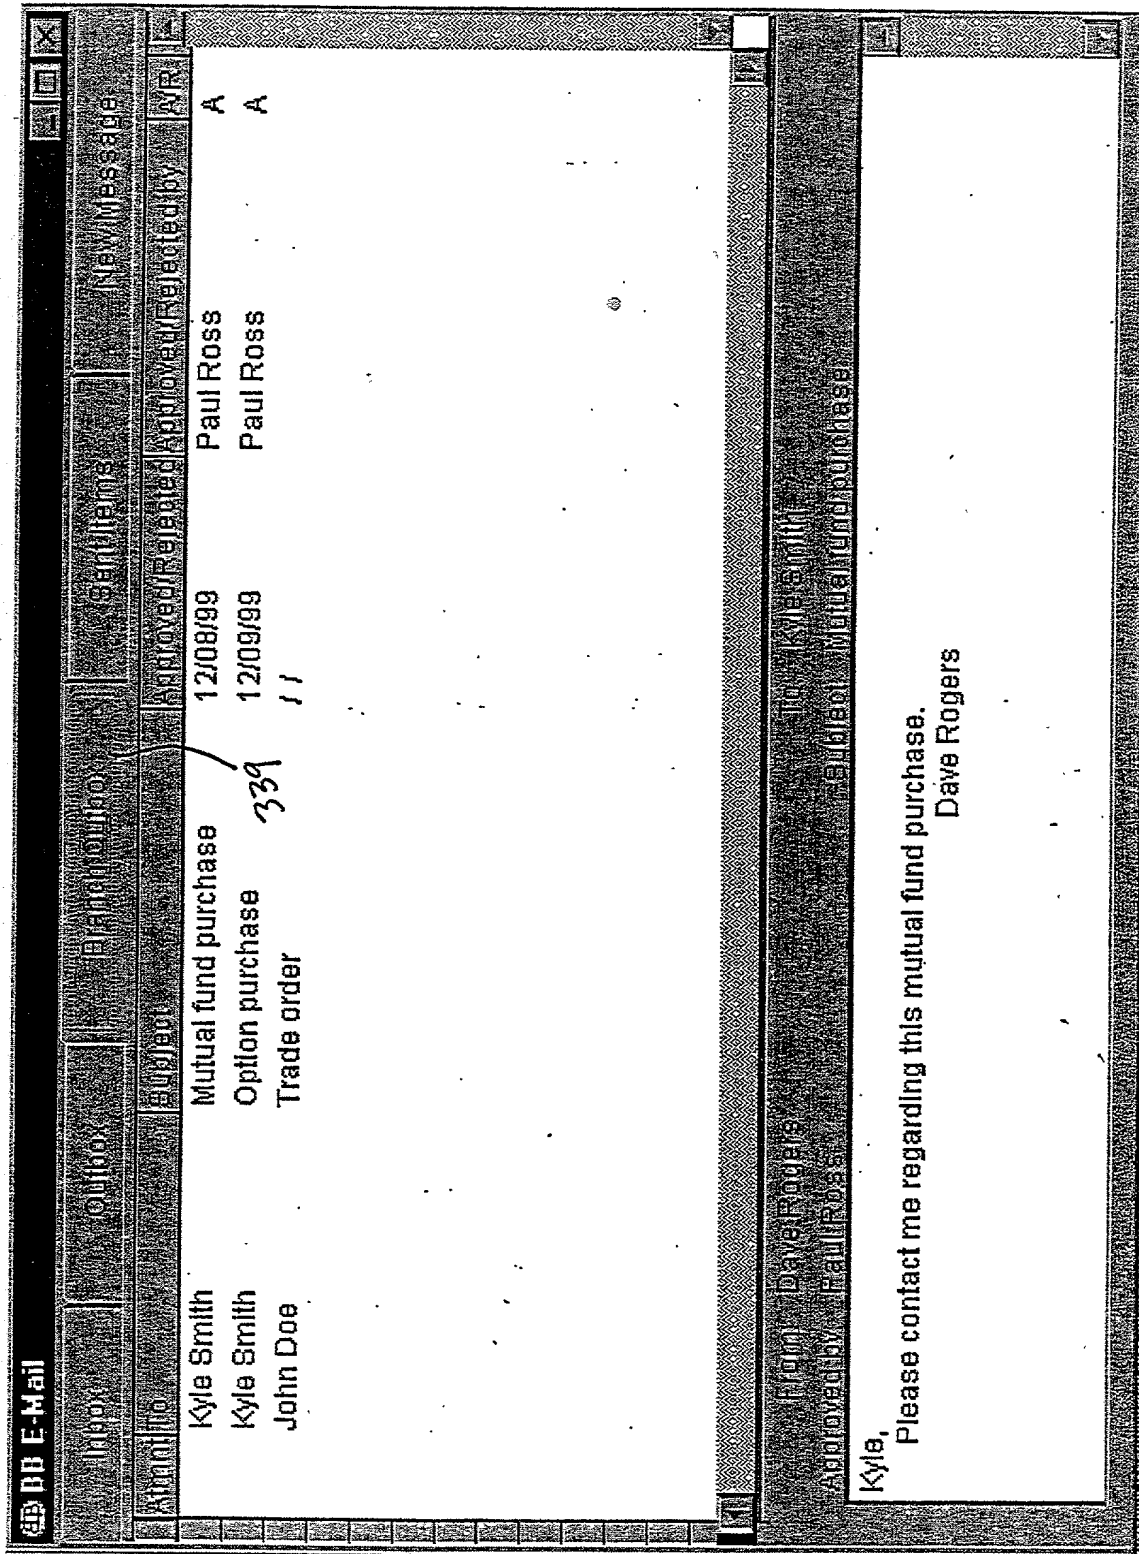 BB E-Mail
Inbox Outbox Branch outbox Sent Items New Message
Atmnt To Subject Approved/Rejected Approved/Rejected by A/R
Kyle Smith Mutual fund purchase 12/08/99 Paul Ross A
Kyle Smith Option purchase 12/09/99 Paul Ross A
John Doe Trade order / /
339
From: Dave Rogers To: Kyle Smith
Approved by: Paul Ross Subject: Mutual fund purchase
Kyle,
Please contact me regarding this mutual fund purchase.
Dave Rogers